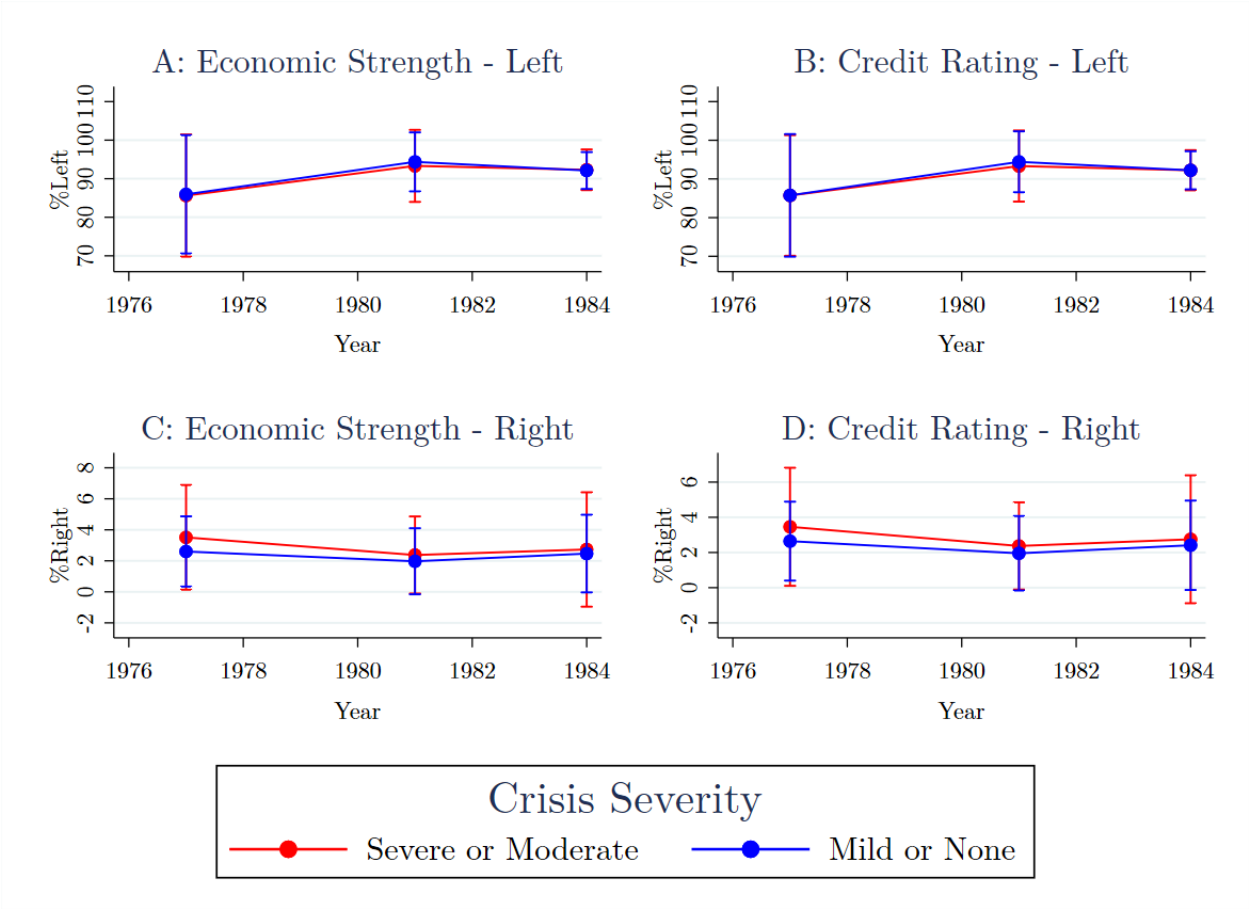 A: Economic Strength - Left
%Left
110
100
90
80
70
1976 1978 1980 1982 1984
Year
B: Credit Rating - Left
%Left
110
100
90
80
70
1976 1978 1980 1982 1984
Year
C: Economic Strength - Right
%Right
8
6
4
2
0
-2
1976 1978 1980 1982 1984
Year
D: Credit Rating - Right
%Right
6
4
2
0
-2
1976 1978 1980 1982 1984
Year
Crisis Severity
Severe or Moderate
Mild or None